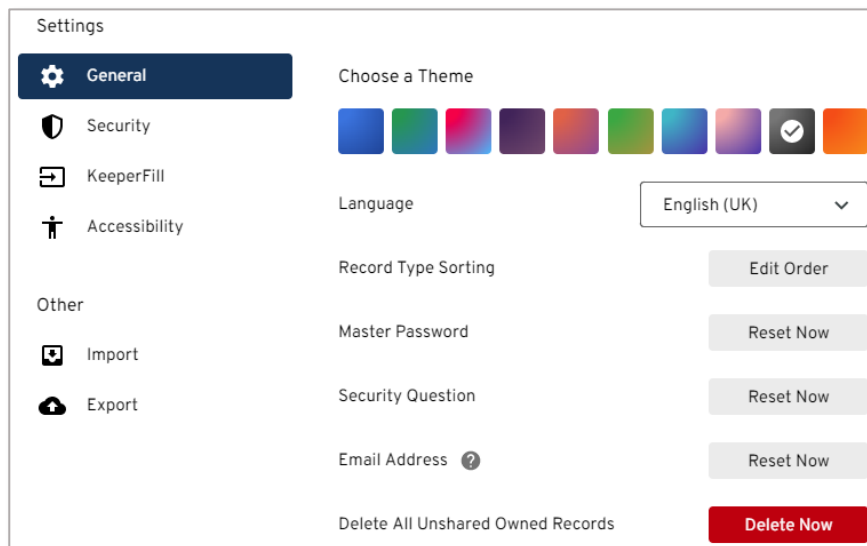 Settings
General
Security
KeeperFill
Accessibility
Other
Import
Export
Choose a Theme
Language
English (UK)
Record Type Sorting
Edit Order
Master Password
Reset Now
Security Question
Reset Now
Email Address ?
Reset Now
Delete All Unshared Owned Records
Delete Now